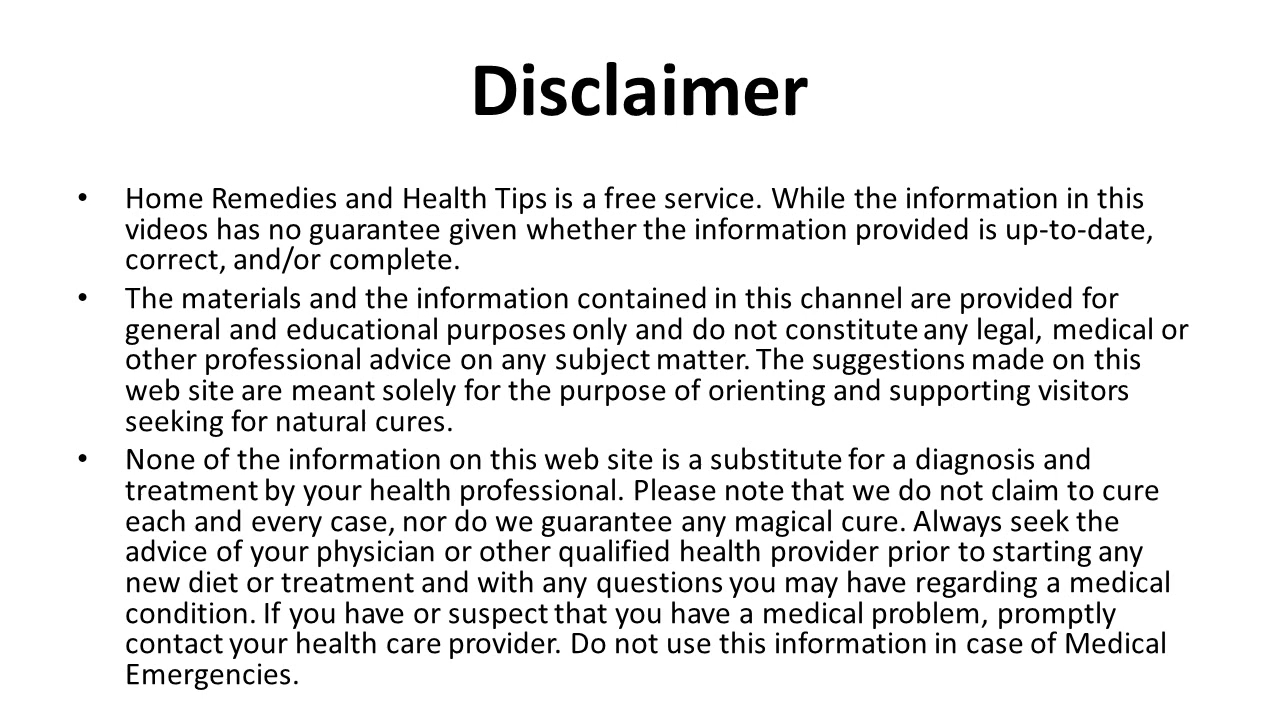 Disclaimer
• Home Remedies and Health Tips is a free service. While the information in this
videos has no guarantee given whether the information provided is up-to-date,
correct, and/or complete.
• The materials and the information contained in this channel are provided for
general and educational purposes only and do not constitute any legal, medical or
other professional advice on any subject matter. The suggestions made on this
web site are meant solely for the purpose of orienting and supporting visitors
seeking for natural cures.
• None of the information on this web site is a substitute for a diagnosis and
treatment by your health professional. Please note that we do not claim to cure
each and every case, nor do we guarantee any magical cure. Always seek the
advice of your physician or other qualified health provider prior to starting any
new diet or treatment and with any questions you may have regarding a medical
condition. If you have or suspect that you have a medical problem, promptly
contact your health care provider. Do not use this information in case of Medical
Emergencies.